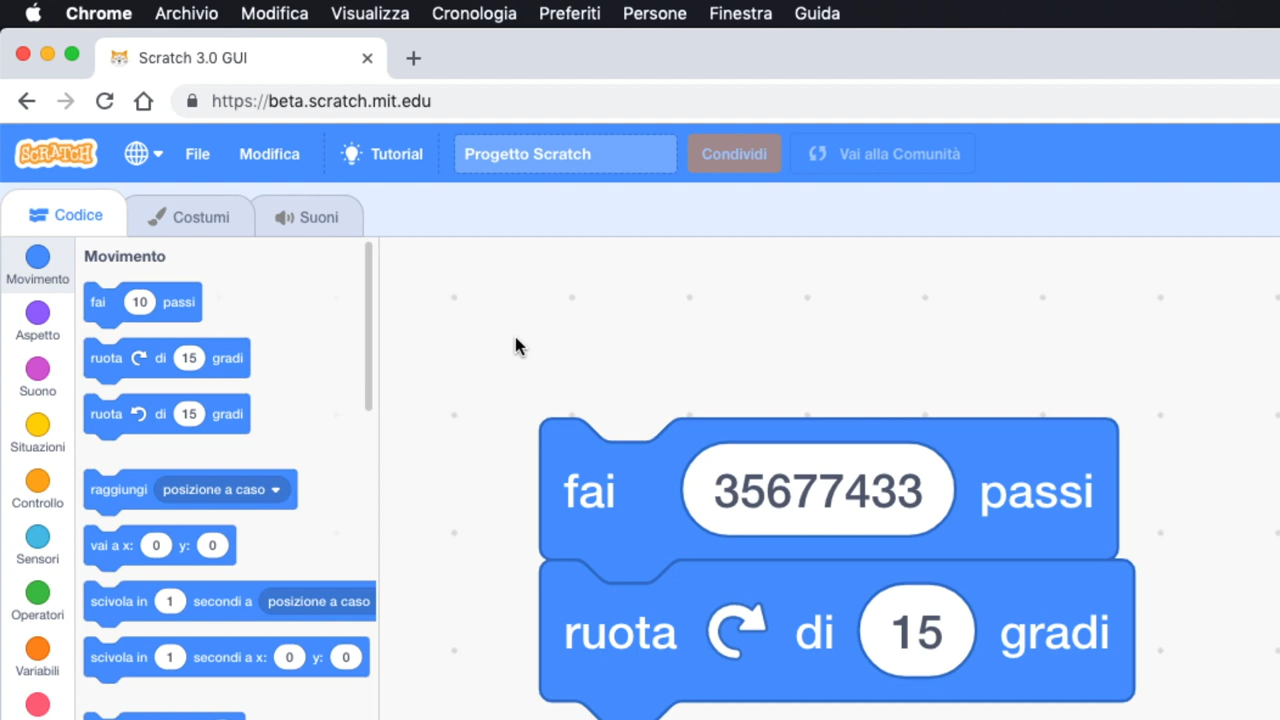 Chrome Archivio Modifica Visualizza Cronologia Preferiti Persone Finestra Guida
Scratch 3.0 GUI
https://beta.scratch.mit.edu
SCRATCH File Modifica Tutorial Progetto Scratch Condividi Vai alla Comunità
Codice Costumi Suoni
Movimento
Aspetto
Suono
Situazioni
Controllo
Sensori
Operatori
Variabili
Movimento
fai 10 passi
ruota di 15 gradi
ruota di 15 gradi
raggiungi posizione a caso
vai a x: 0 y: 0
scivola in 1 secondi a posizione a caso
scivola in 1 secondi a x: 0 y: 0
fai 35677433 passi
ruota di 15 gradi